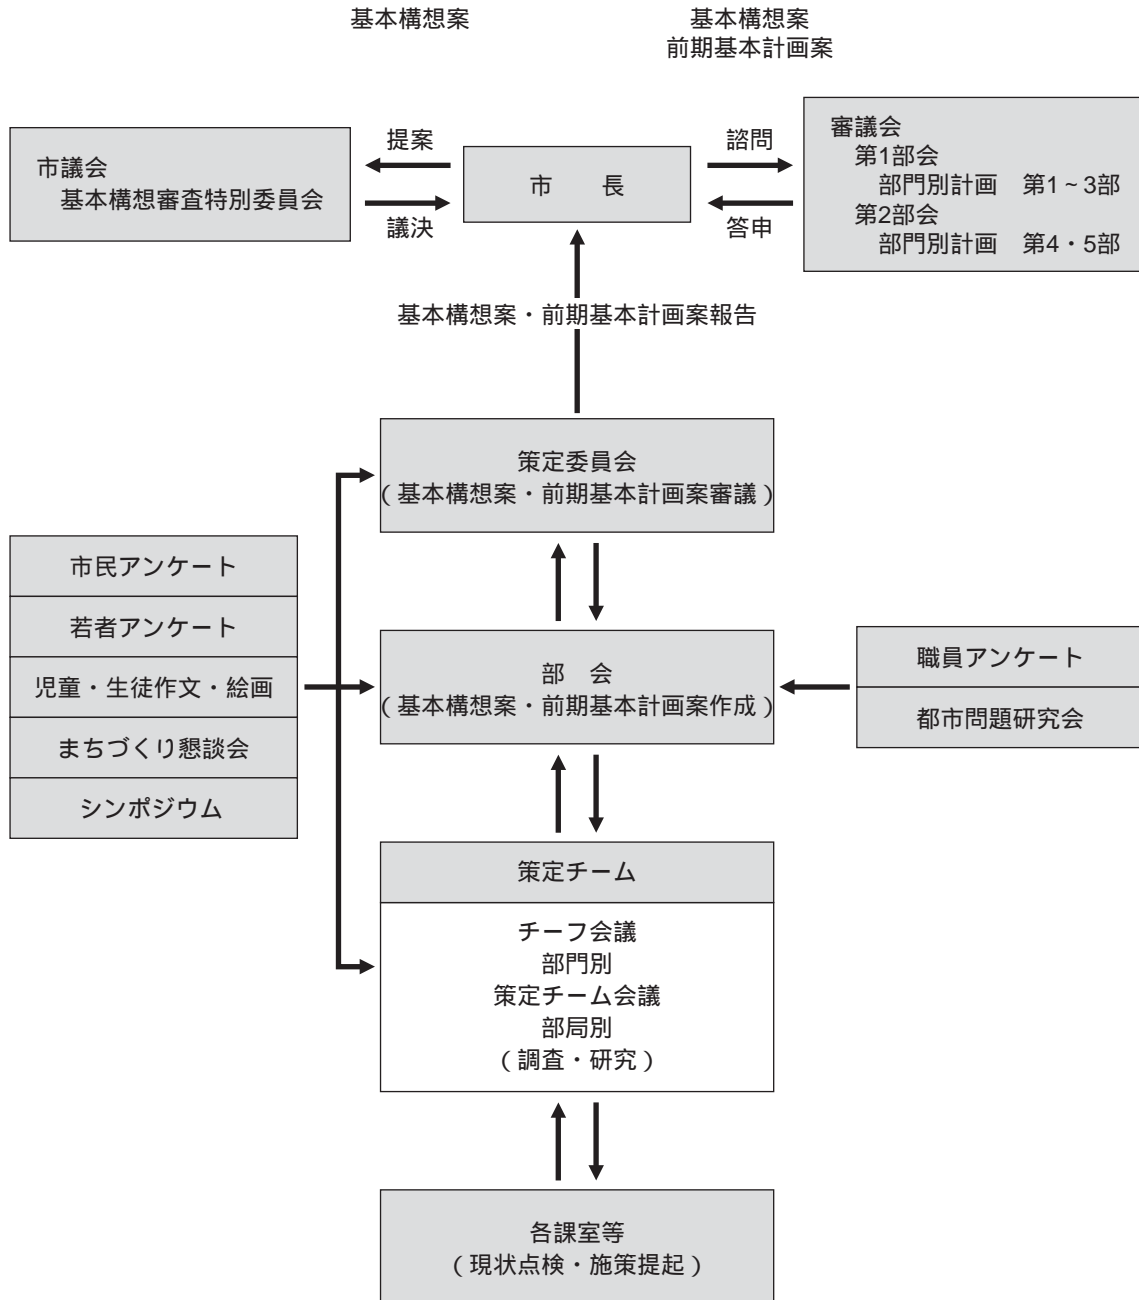 基本構想案
基本構想案
前期基本計画案
市議会
基本構想審査特別委員会
提案
議決
市　長
諮問
答申
審議会
第1部会
部門別計画　第1~3部
第2部会
部門別計画　第4・5部
基本構想案・前期基本計画案報告
策定委員会
(基本構想案・前期基本計画案審議)
市民アンケート
若者アンケート
児童・生徒作文・絵画
まちづくり懇談会
シンポジウム
部　会
(基本構想案・前期基本計画案作成)
職員アンケート
都市問題研究会
策定チーム
チーフ会議
部門別
策定チーム会議
部局別
(調査・研究)
各課室等
(現状点検・施策提起)